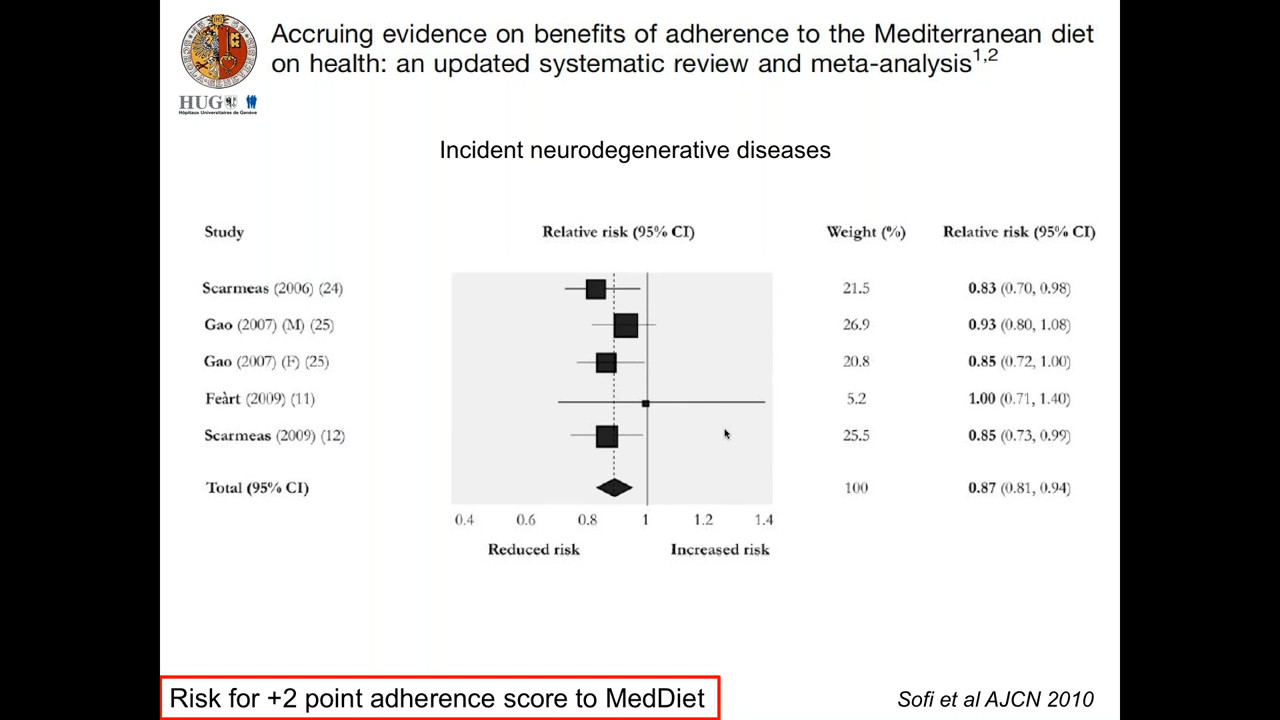 Accruing evidence on benefits of adherence to the Mediterranean diet
on health: an updated systematic review and meta-analysis1,2
HUG
Hôpitaux Universitaires de Genève
Incident neurodegenerative diseases
Study Relative risk (95% CI) Weight (%) Relative risk (95% CI)
Scarmeas (2006) (24) 21.5 0.83 (0.70, 0.98)
Gao (2007) (M) (25) 26.9 0.93 (0.80, 1.08)
Gao (2007) (F) (25) 20.8 0.85 (0.72, 1.00)
Feàrt (2009) (11) 5.2 1.00 (0.71, 1.40)
Scarmeas (2009) (12) 25.5 0.85 (0.73, 0.99)
Total (95% CI) 100 0.87 (0.81, 0.94)
0.4 0.6 0.8 1 1.2 1.4
Reduced risk Increased risk
Risk for +2 point adherence score to MedDiet
Sofi et al AJCN 2010